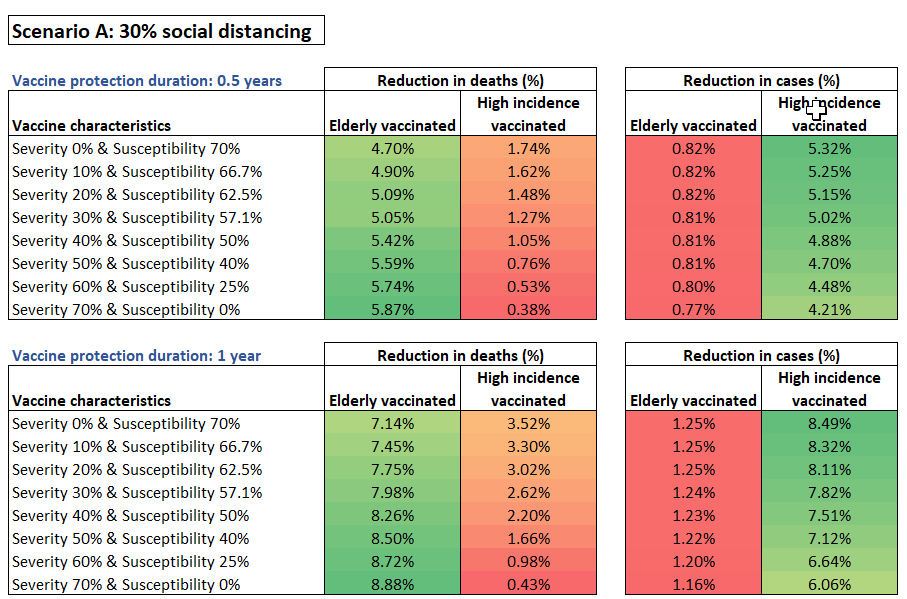 Scenario A: 30% social distancing
Vaccine protection duration: 0.5 years Reduction in deaths (%) Reduction in cases (%)
High incidence High incidence
Vaccine characteristics Elderly vaccinated vaccinated Elderly vaccinated vaccinated
Severity 0% & Susceptibility 70% 4.70% 1.74% 0.82% 5.32%
Severity 10% & Susceptibility 66.7% 4.90% 1.62% 0.82% 5.25%
Severity 20% & Susceptibility 62.5% 5.09% 1.48% 0.82% 5.15%
Severity 30% & Susceptibility 57.1% 5.05% 1.27% 0.81% 5.02%
Severity 40% & Susceptibility 50% 5.42% 1.05% 0.81% 4.88%
Severity 50% & Susceptibility 40% 5.59% 0.76% 0.81% 4.70%
Severity 60% & Susceptibility 25% 5.74% 0.53% 0.80% 4.48%
Severity 70% & Susceptibility 0% 5.87% 0.38% 0.77% 4.21%
Vaccine protection duration: 1 year Reduction in deaths (%) Reduction in cases (%)
High incidence High incidence
Vaccine characteristics Elderly vaccinated vaccinated Elderly vaccinated vaccinated
Severity 0% & Susceptibility 70% 7.14% 3.52% 1.25% 8.49%
Severity 10% & Susceptibility 66.7% 7.45% 3.30% 1.25% 8.32%
Severity 20% & Susceptibility 62.5% 7.75% 3.02% 1.25% 8.11%
Severity 30% & Susceptibility 57.1% 7.98% 2.62% 1.24% 7.82%
Severity 40% & Susceptibility 50% 8.26% 2.20% 1.23% 7.51%
Severity 50% & Susceptibility 40% 8.50% 1.66% 1.22% 7.12%
Severity 60% & Susceptibility 25% 8.72% 0.98% 1.20% 6.64%
Severity 70% & Susceptibility 0% 8.88% 0.43% 1.16% 6.06%